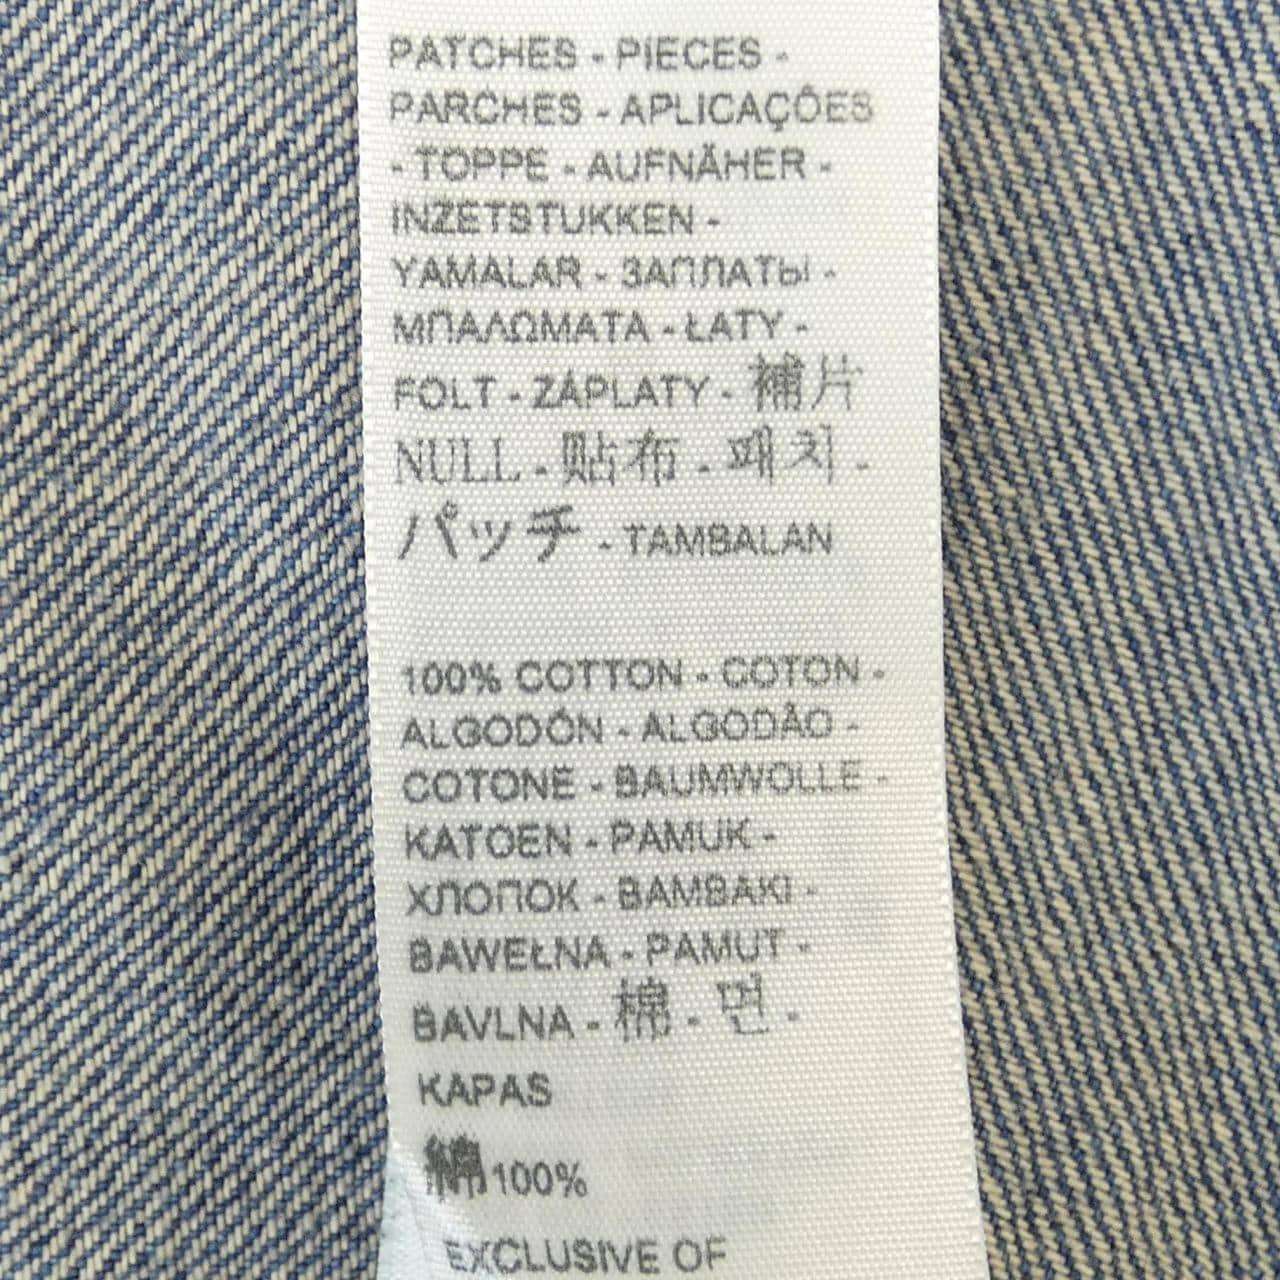 PATCHES - PIECES -
PARCHES - APLICAÇÕES
- TOPPE - AUFNÄHER -
INZETSTUKKEN -
YAMALAR - ЗАПЛАТЫ -
ΜΠΑΛΩΜΑΤΑ - ŁATY -
FOLT - ZÁPLATY - 補片
NULL - 贴布 - 패치 -
パッチ - TAMBALAN
100% COTTON - COTON -
ALGODÓN - ALGODÃO -
COTONE - BAUMWOLLE -
KATOEN - PAMUK -
ХЛОПОК - ΒΑΜΒΑΚΙ -
BAWEŁNA - PAMUT -
BAVLNA - 棉 - 면 -
KAPAS
綿100%
EXCLUSIVE OF